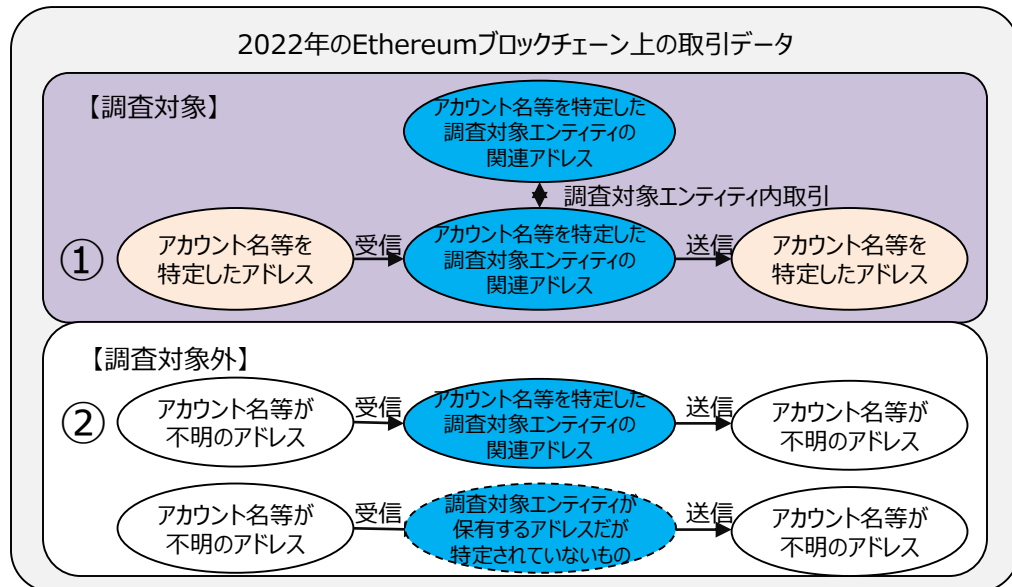 2022年のEthereumブロックチェーン上の取引データ
【調査対象】
アカウント名等を特定した
調査対象エンティティの
関連アドレス
調査対象エンティティ内取引
①
アカウント名等を
特定したアドレス
受信
アカウント名等を特定した
調査対象エンティティの
関連アドレス
送信
アカウント名等を
特定したアドレス
【調査対象外】
②
アカウント名等が
不明のアドレス
受信
アカウント名等を特定した
調査対象エンティティの
関連アドレス
送信
アカウント名等が
不明のアドレス
アカウント名等が
不明のアドレス
受信
調査対象エンティティが
保有するアドレスだが
特定されていないもの
送信
アカウント名等が
不明のアドレス